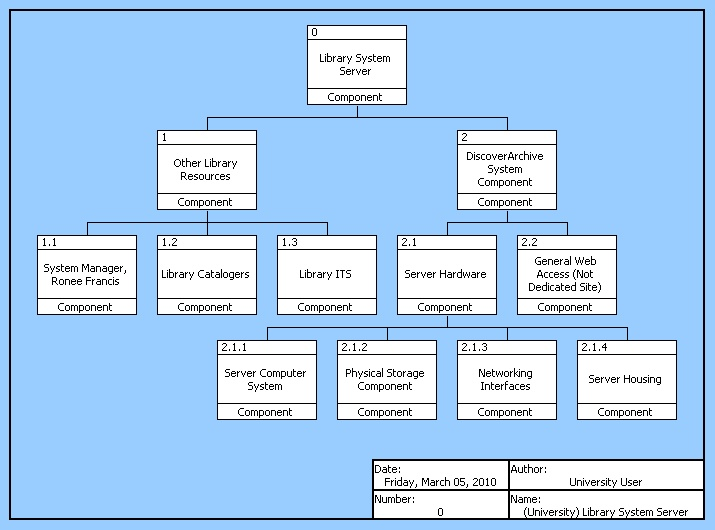 0
Library System
Server
Component
1
Other Library
Resources
Component
2
DiscoverArchive
System
Component
Component
1.1
System Manager,
Ronee Francis
Component
1.2
Library Catalogers
Component
1.3
Library ITS
Component
2.1
Server Hardware
Component
2.2
General Web
Access (Not
Dedicated Site)
Component
2.1.1
Server Computer
System
Component
2.1.2
Physical Storage
Component
Component
2.1.3
Networking
Interfaces
Component
2.1.4
Server Housing
Component
Date:
Friday, March 05, 2010
Author:
University User
Number:
0
Name:
(University) Library System Server